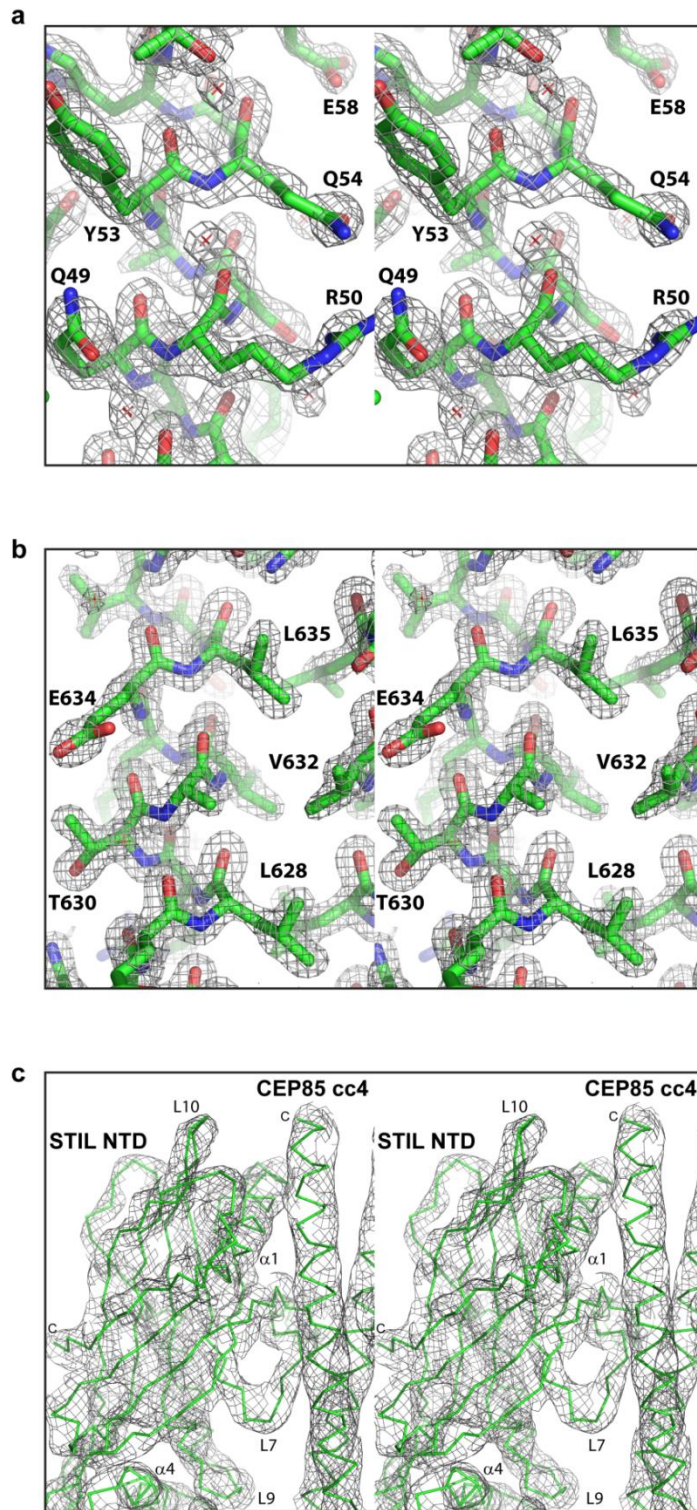 a
E58 E58
Q54 Q54
Y53 Y53
Q49 Q49
R50 R50
b
L635 L635
E634 E634
V632 V632
L628 L628
T630 T630
c
CEP85 cc4 CEP85 cc4
L10 C L10 C
STIL NTD STIL NTD
α1 α1
C C
L7 L7
α4 α4
L9 L9